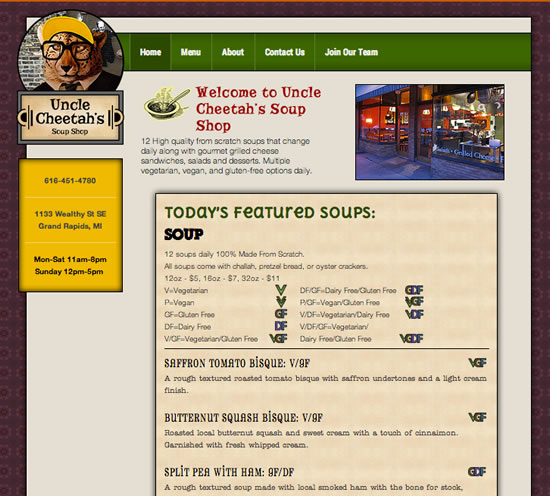 Home
Menu
About
Contact Us
Join Our Team
Uncle
Cheetah's
Soup Shop
616-451-4780
1133 Wealthy St SE
Grand Rapids, MI
Mon-Sat 11am-8pm
Sunday 12pm-5pm
Welcome to Uncle
Cheetah's Soup
Shop
12 High quality from scratch soups that change
daily along with gourmet grilled cheese
sandwiches, salads and desserts. Multiple
vegetarian, vegan, and gluten-free options daily.
Today's Featured Soups:
SOUP
12 soups daily 100% Made From Scratch.
All soups come with challah, pretzel bread, or oyster crackers.
12oz - $5, 16oz - $7, 32oz - $11
V=Vegetarian V DF/GF=Dairy Free/Gluten Free GDF
P=Vegan V P/GF=Vegan/Gluten Free VGF
GF=Gluten Free GF V/DF=Vegetarian/Dairy Free VDF
DF=Dairy Free DF V/DF/GF=Vegetarian/
V/GF=Vegetarian/Gluten Free VGF Dairy Free/Gluten Free VGDF
SAFFRON TOMATO BISQUE: V/GF VGF
A rough textured roasted tomato bisque with saffron undertones and a light cream
finish.
BUTTERNUT SQUASH BISQUE: V/GF VGF
Roasted local butternut squash and sweet cream with a touch of cinnaimon.
Garnished with fresh whipped cream.
SPLIT PEA WITH HAM: GF/DF GDF
A rough textured soup made with local smoked ham with the bone for stock,